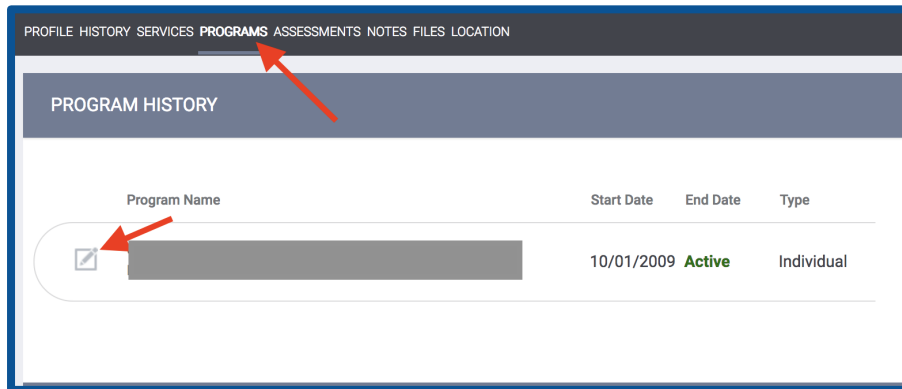 PROFILE HISTORY SERVICES PROGRAMS ASSESSMENTS NOTES FILES LOCATION
PROGRAM HISTORY
Program Name Start Date End Date Type
10/01/2009 Active Individual